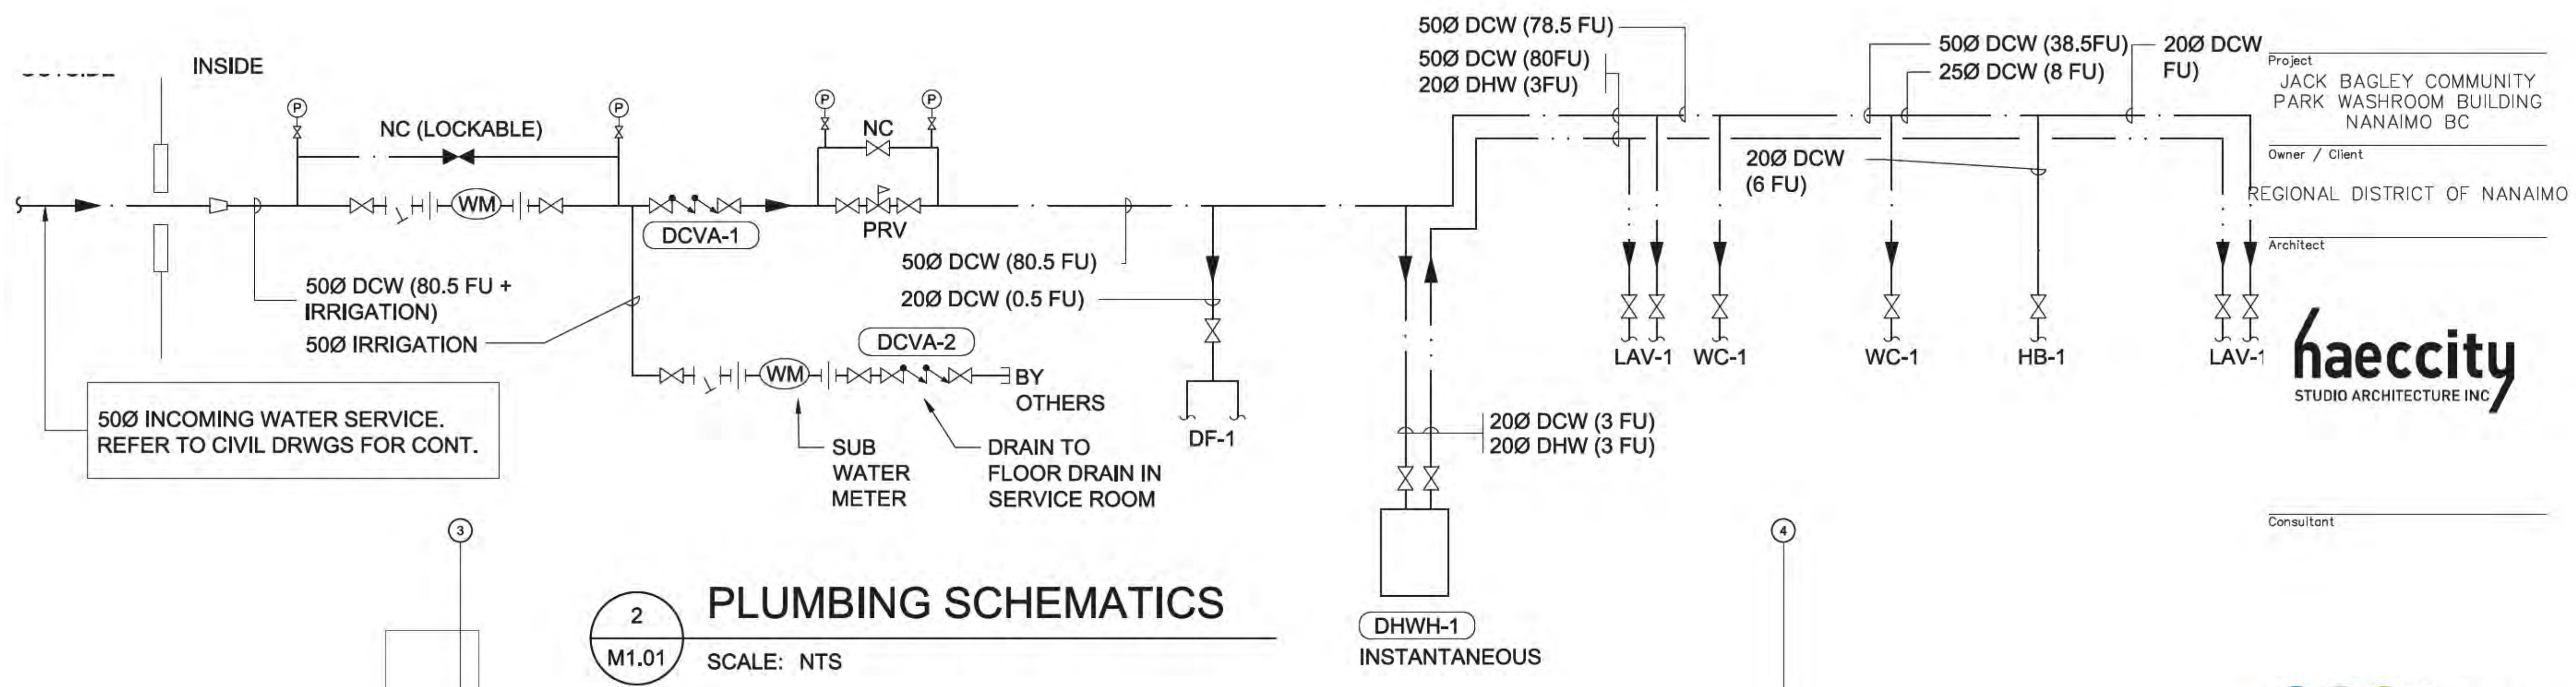 INSIDE
NC (LOCKABLE)
P
P
WM
DCVA-1
P
P
NC
PRV
50Ø DCW (80.5 FU +
IRRIGATION)
50Ø IRRIGATION
50Ø INCOMING WATER SERVICE.
REFER TO CIVIL DRWGS FOR CONT.
50Ø DCW (80.5 FU)
20Ø DCW (0.5 FU)
DCVA-2
WM
BY
OTHERS
SUB
WATER
METER
DRAIN TO
FLOOR DRAIN IN
SERVICE ROOM
DF-1
50Ø DCW (78.5 FU)
50Ø DCW (80FU)
20Ø DHW (3FU)
50Ø DCW (38.5FU)
25Ø DCW (8 FU)
20Ø DCW
FU)
20Ø DCW
(6 FU)
LAV-1
WC-1
WC-1
HB-1
LAV-1
20Ø DCW (3 FU)
20Ø DHW (3 FU)
DHWH-1
INSTANTANEOUS
3
4
2
M1.01
PLUMBING SCHEMATICS
SCALE: NTS
Project
JACK BAGLEY COMMUNITY
PARK WASHROOM BUILDING
NANAIMO BC
Owner / Client
REGIONAL DISTRICT OF NANAIMO
Architect
haeccity
STUDIO ARCHITECTURE INC
Consultant